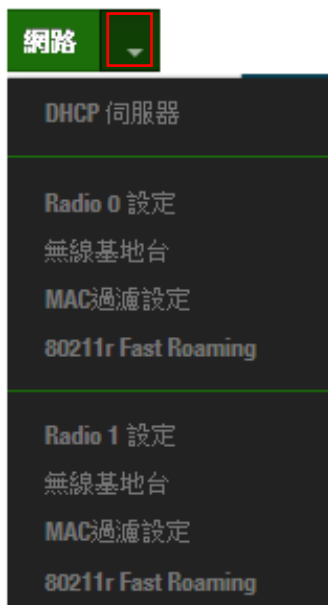 網路
DHCP 伺服器
Radio 0 設定
無線基地台
MAC過濾設定
80211r Fast Roaming
Radio 1 設定
無線基地台
MAC過濾設定
80211r Fast Roaming